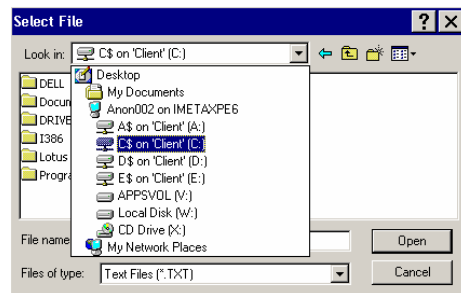 Select File
Look in: C$ on 'Client' (C:)
Desktop
DELL
My Documents
Docum
Anon002 on IMETAXPE6
DRIVE
A$ on 'Client' (A:)
I386
C$ on 'Client' (C:)
Lotus
D$ on 'Client' (D:)
Progra
E$ on 'Client' (E:)
APPSVOL (V:)
Local Disk (W:)
CD Drive (X:)
File name
My Network Places
Open
Files of type: Text Files (*.TXT)
Cancel